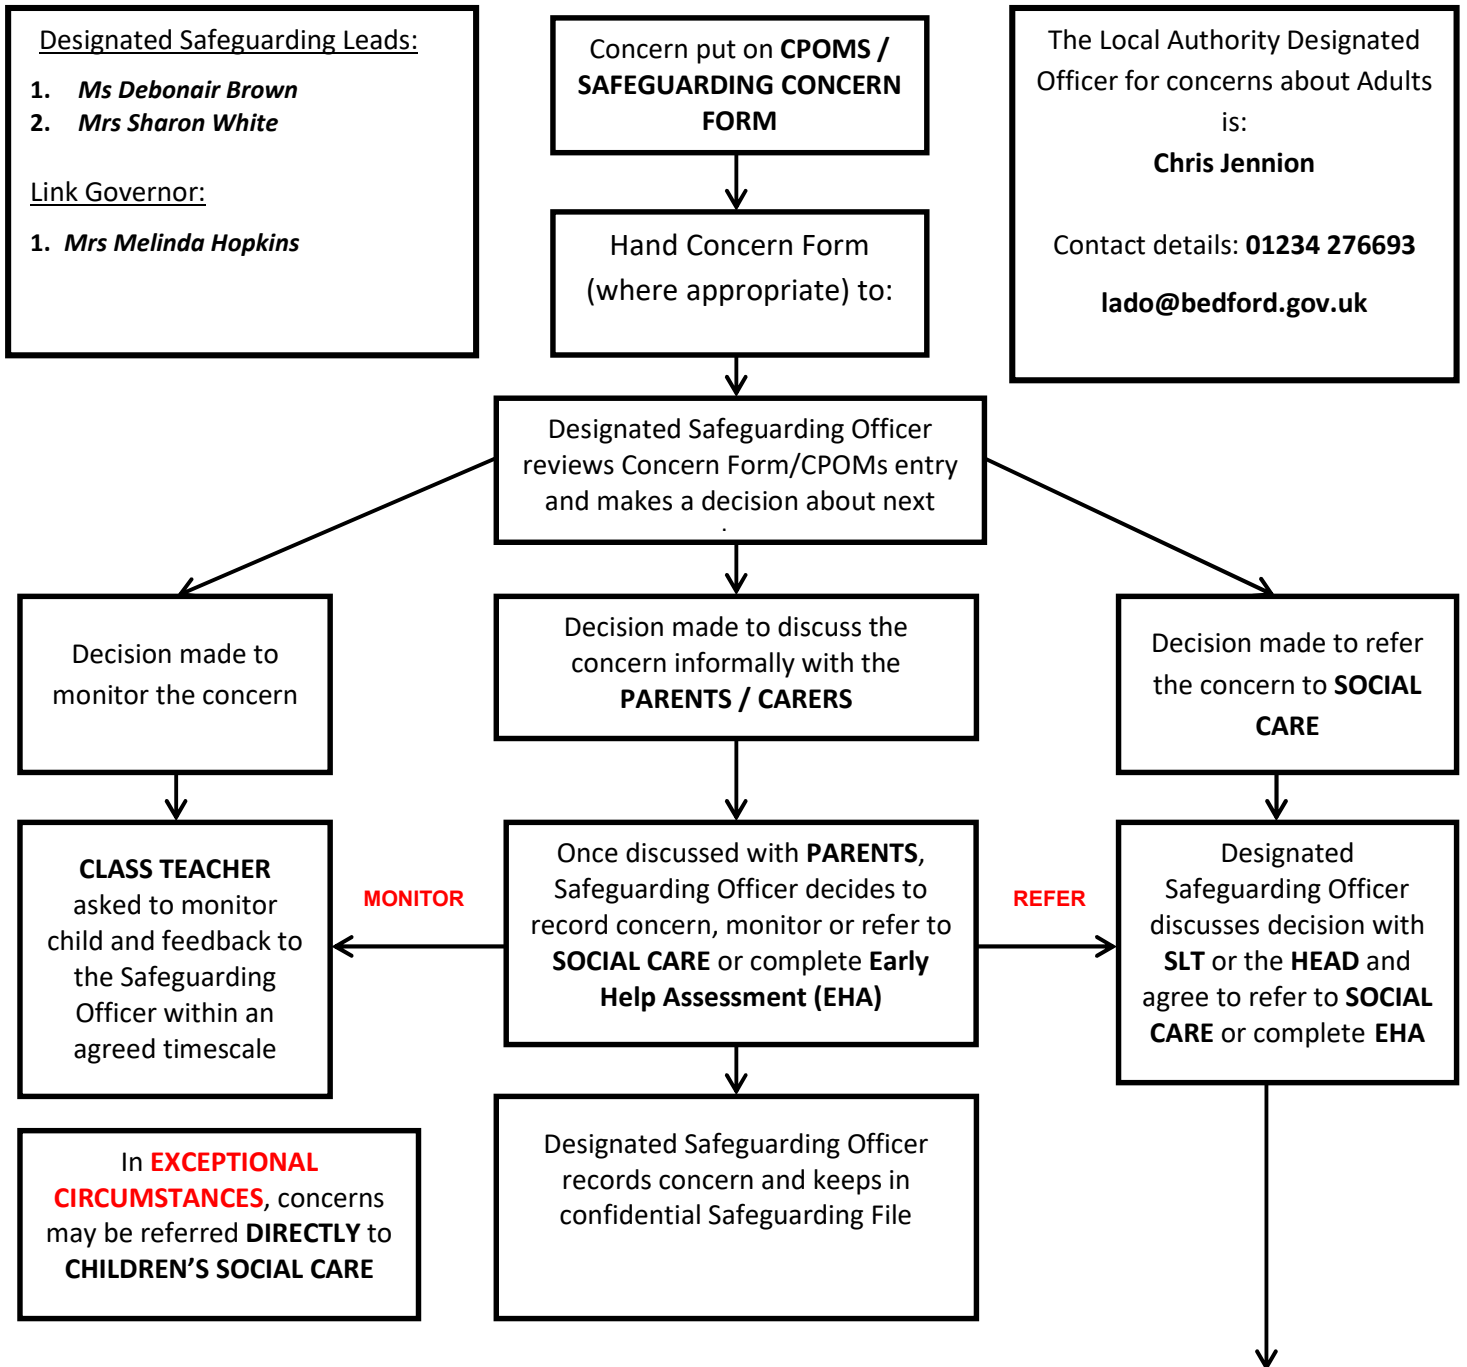 Designated Safeguarding Leads:
1. Ms Debonair Brown
2. Mrs Sharon White
Link Governor:
1. Mrs Melinda Hopkins
Concern put on CPOMS /
SAFEGUARDING CONCERN
FORM
The Local Authority Designated
Officer for concerns about Adults
is:
Chris Jennion
Contact details: 01234 276693
lado@bedford.gov.uk
Hand Concern Form
(where appropriate) to:
Designated Safeguarding Officer
reviews Concern Form/CPOMs entry
and makes a decision about next
Decision made to
monitor the concern
Decision made to discuss the
concern informally with the
PARENTS / CARERS
Decision made to refer
the concern to SOCIAL
CARE
CLASS TEACHER
asked to monitor
child and feedback to
the Safeguarding
Officer within an
agreed timescale
MONITOR
Once discussed with PARENTS,
Safeguarding Officer decides to
record concern, monitor or refer to
SOCIAL CARE or complete Early
Help Assessment (EHA)
REFER
Designated
Safeguarding Officer
discusses decision with
SLT or the HEAD and
agree to refer to SOCIAL
CARE or complete EHA
In EXCEPTIONAL
CIRCUMSTANCES, concerns
may be referred DIRECTLY to
CHILDREN’S SOCIAL CARE
Designated Safeguarding Officer
records concern and keeps in
confidential Safeguarding File